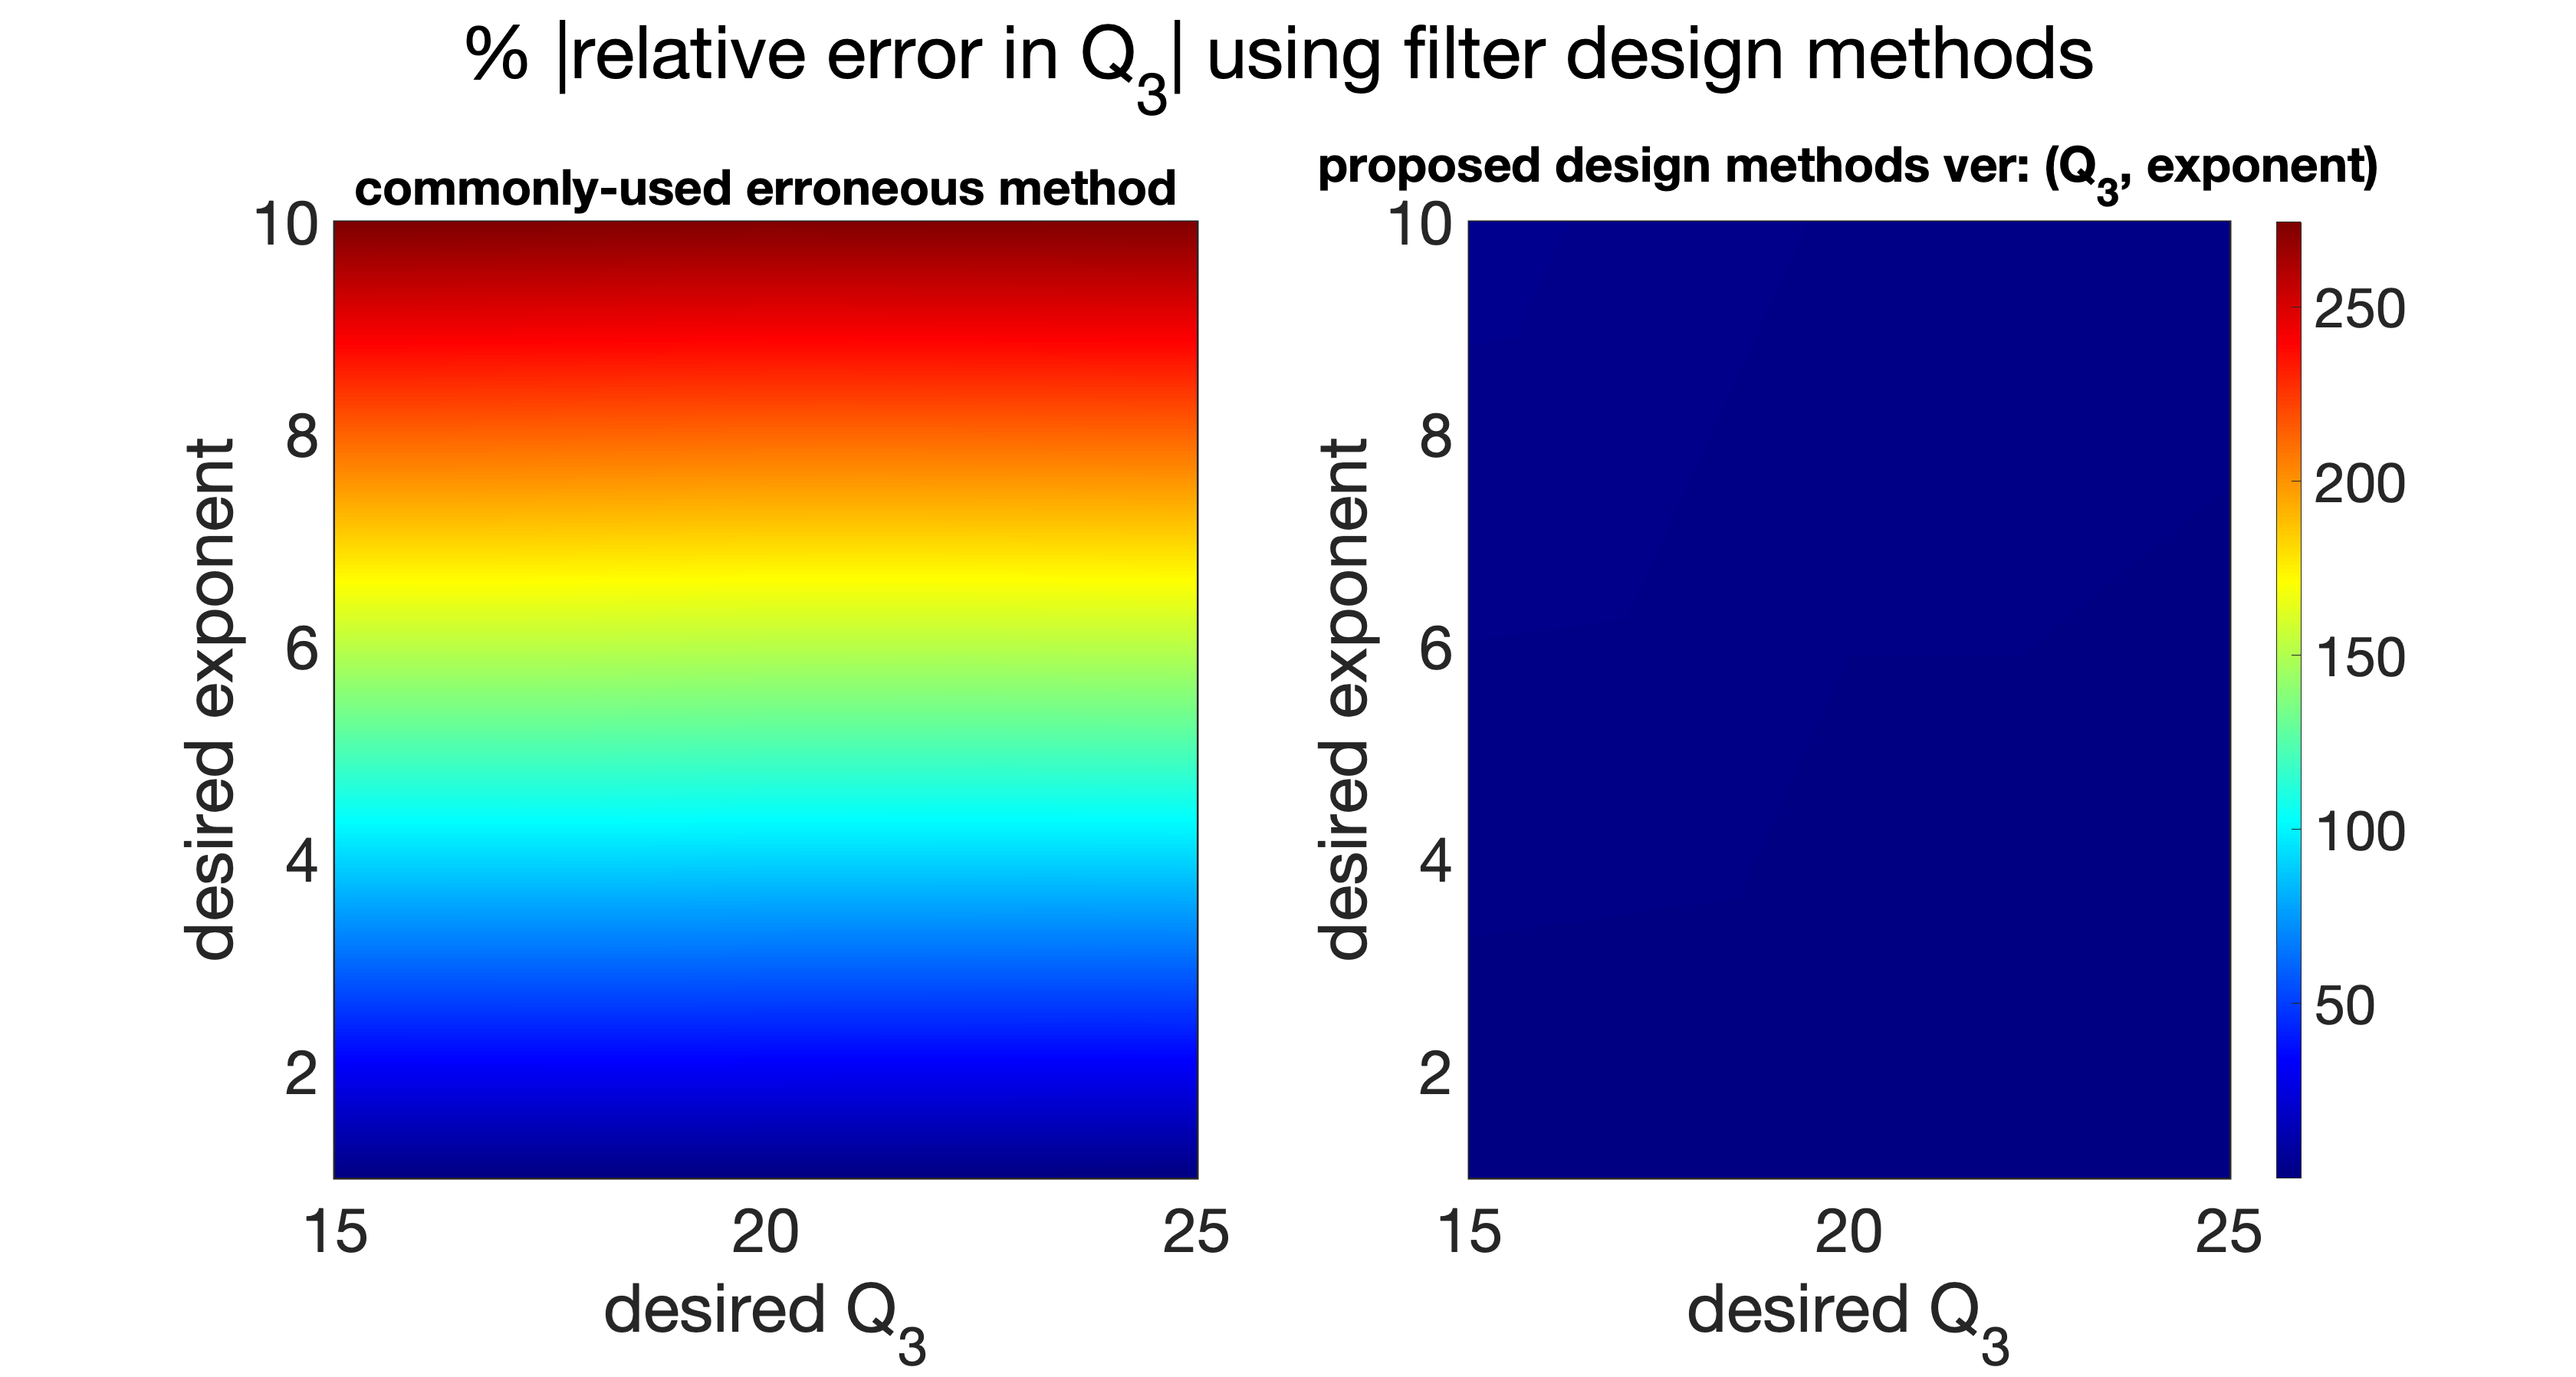 % |relative error in Q₃| using filter design methods
commonly-used erroneous method
10
8
6
4
2
15 20 25
desired exponent
desired Q₃
proposed design methods ver: (Q₃, exponent)
10
8
6
4
2
15 20 25
desired exponent
desired Q₃
250
200
150
100
50